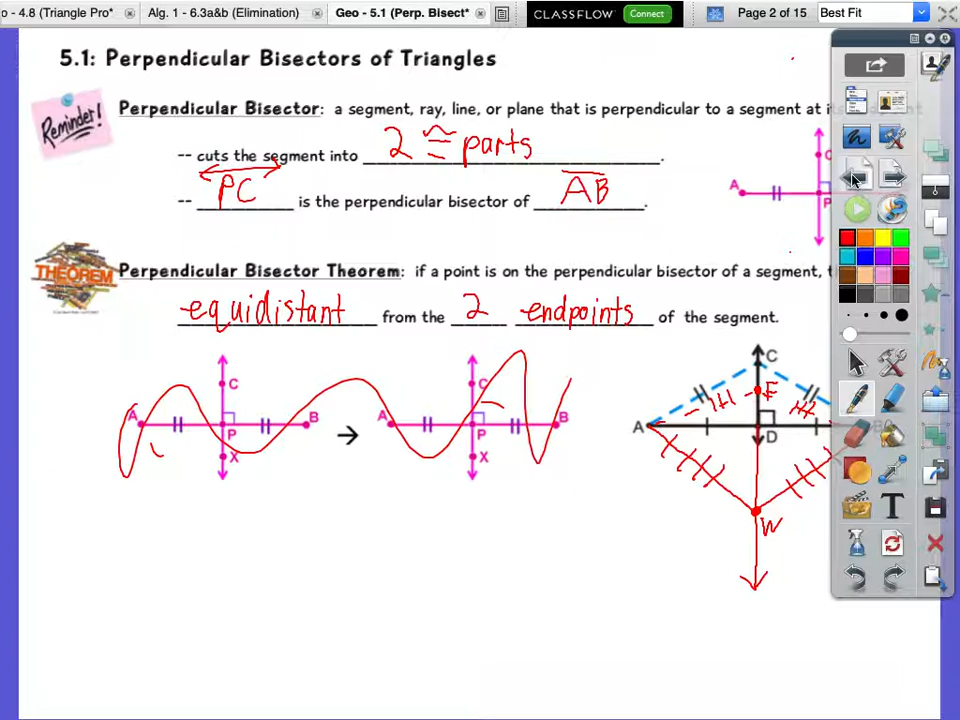 o - 4.8 (Triangle Pro* Alg. 1 - 6.3a&b (Elimination) Geo - 5.1 (Perp. Bisect* CLASSFLOW Connect Page 2 of 15 Best Fit
5.1: Perpendicular Bisectors of Triangles
Reminder!
Perpendicular Bisector: a segment, ray, line, or plane that is perpendicular to a segment at
-- cuts the segment into 2 ≅ parts.
-- PC is the perpendicular bisector of AB.
A P
THEOREM
Perpendicular Bisector Theorem: if a point is on the perpendicular bisector of a segment,
equidistant from the 2 endpoints of the segment.
C C C
E
A P B A P B A D
X X
W
T